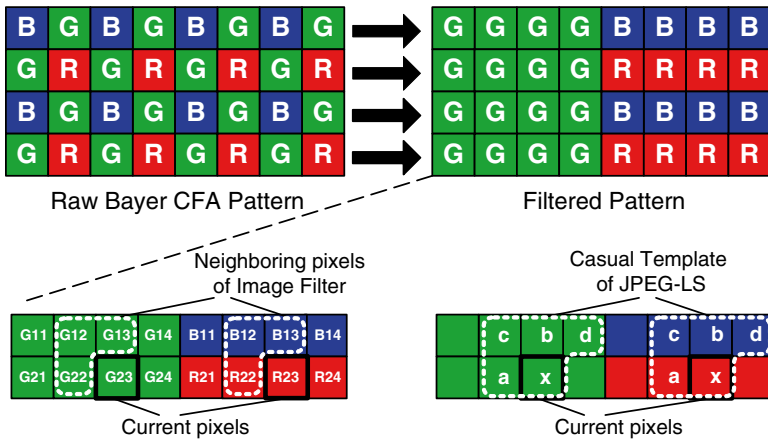 B G B G B G B G
G R G R G R G R
B G B G B G B G
G R G R G R G R
Raw Bayer CFA Pattern
G G G G B B B B
G G G G R R R R
G G G G B B B B
G G G G R R R R
Filtered Pattern
Neighboring pixels
of Image Filter
G11 G12 G13 G14 B11 B12 B13 B14
G21 G22 G23 G24 R21 R22 R23 R24
Current pixels
Casual Template
of JPEG-LS
c b d c b d
a x a x
Current pixels